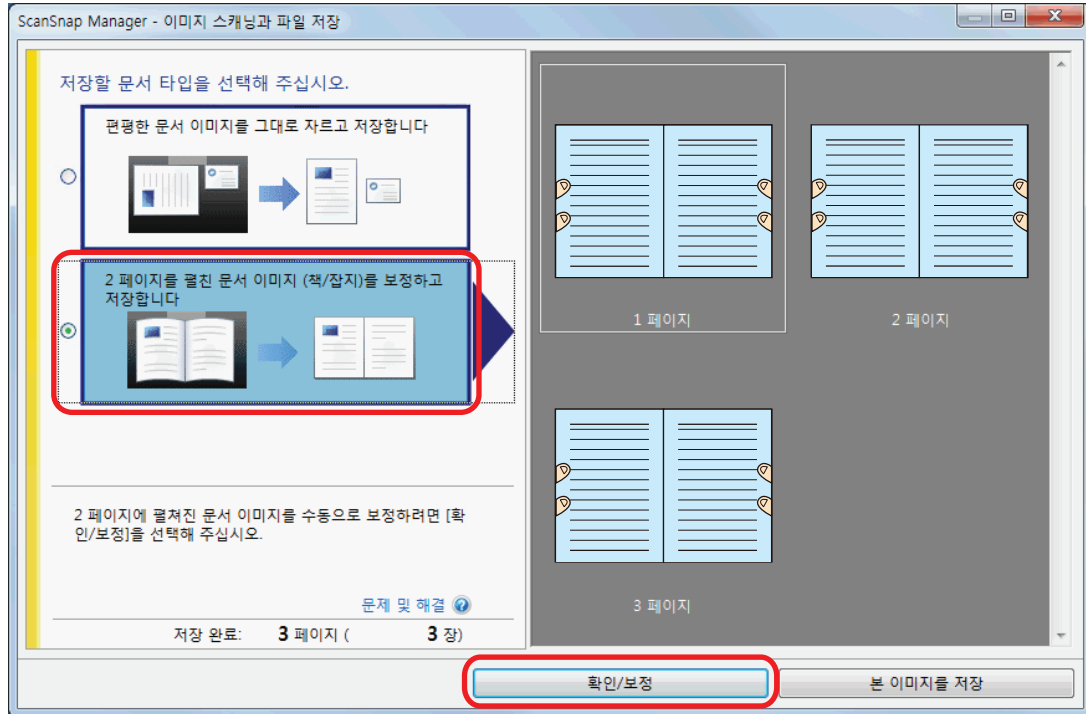 ScanSnap Manager - 이미지 스캐닝과 파일 저장
저장할 문서 타입을 선택해 주십시오.
편평한 문서 이미지를 그대로 자르고 저장합니다
2 페이지를 펼친 문서 이미지 (책/잡지)를 보정하고
저장합니다
2 페이지에 펼쳐진 문서 이미지를 수동으로 보정하려면 [확
인/보정]을 선택해 주십시오.
문제 및 해결
저장 완료: 3 페이지 ( 3 장)
1 페이지
2 페이지
3 페이지
확인/보정
본 이미지를 저장